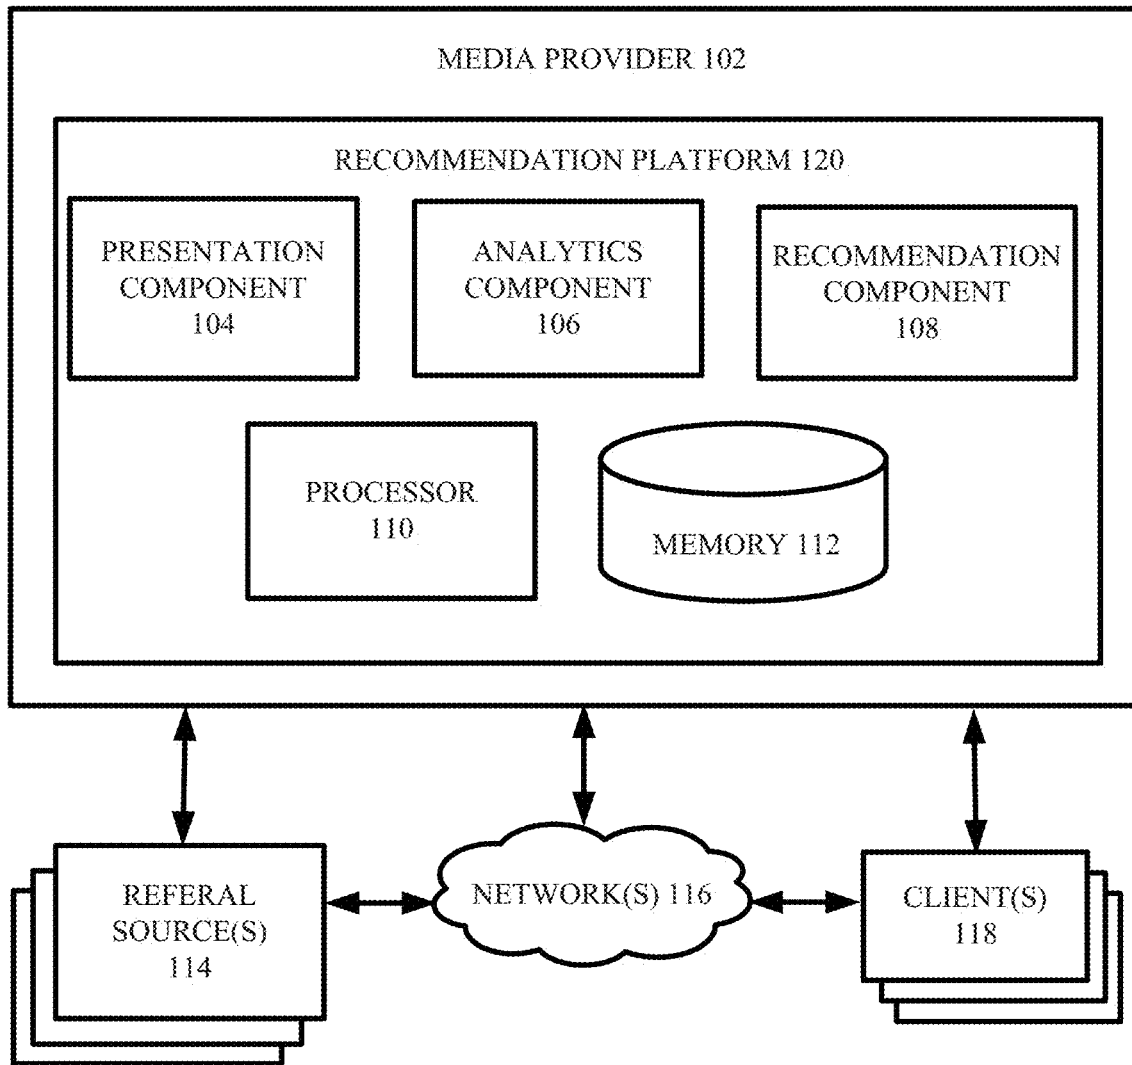 MEDIA PROVIDER 102
RECOMMENDATION PLATFORM 120
PRESENTATION
COMPONENT
104
ANALYTICS
COMPONENT
106
RECOMMENDATION
COMPONENT
108
PROCESSOR
110
MEMORY 112
REFERAL
SOURCE(S)
114
NETWORK(S) 116
CLIENT(S)
118